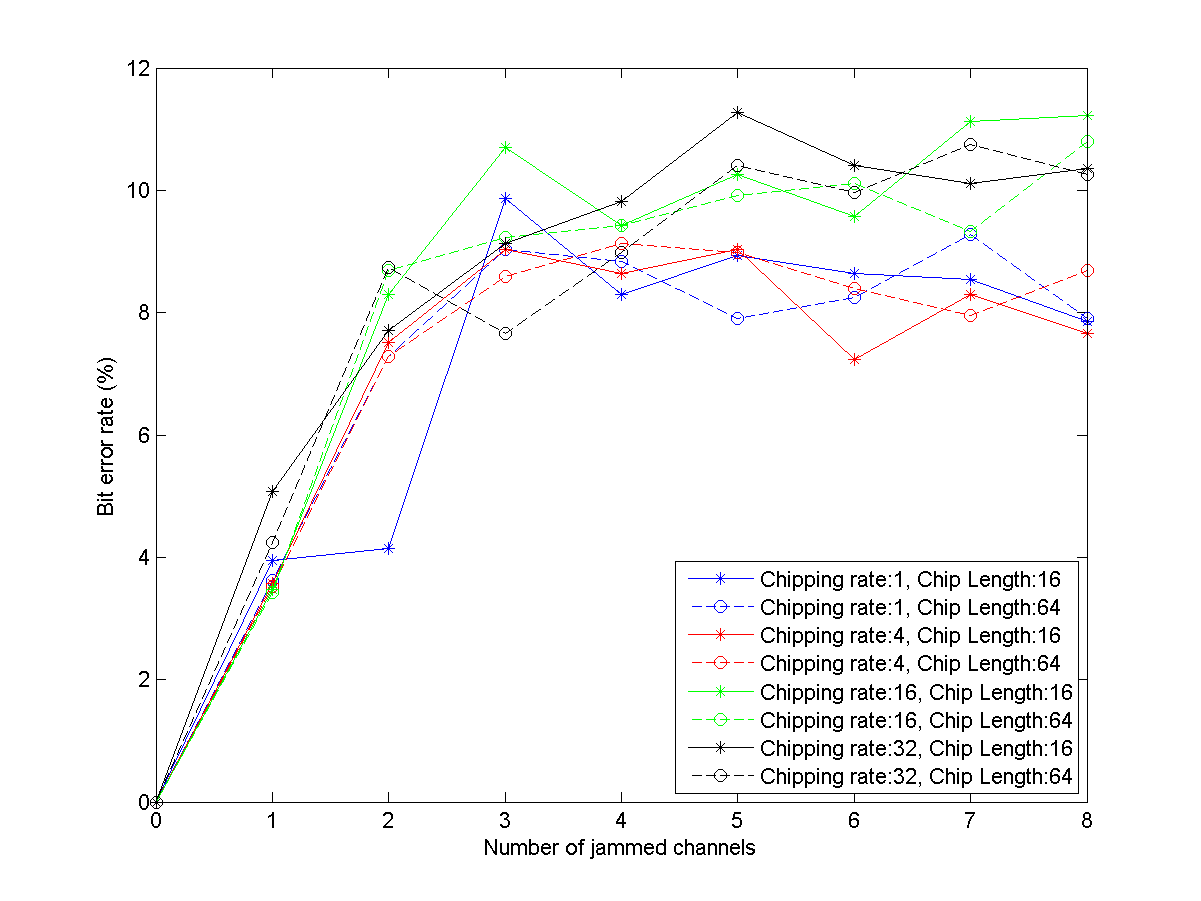 12
10
8
6
4
2
0
Bit error rate (%)
0 1 2 3 4 5 6 7 8
Number of jammed channels
Chipping rate:1, Chip Length:16
Chipping rate:1, Chip Length:64
Chipping rate:4, Chip Length:16
Chipping rate:4, Chip Length:64
Chipping rate:16, Chip Length:16
Chipping rate:16, Chip Length:64
Chipping rate:32, Chip Length:16
Chipping rate:32, Chip Length:64